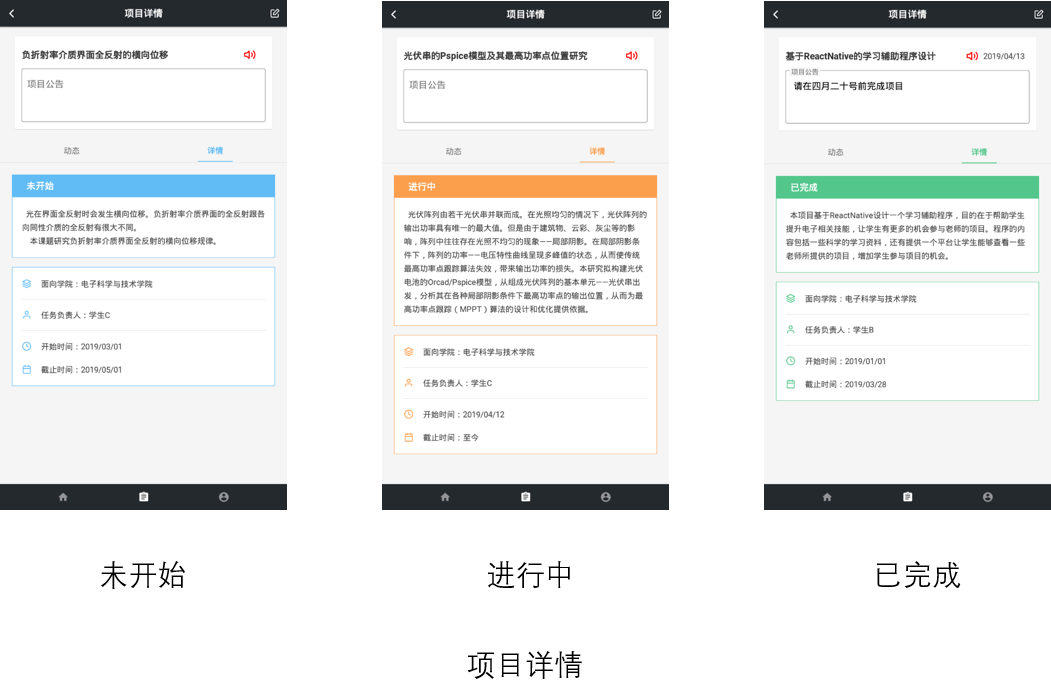 项目详情
负折射率介质界面全反射的横向位移
项目公告
动态
详情
未开始
光在界面全反射时会发生横向位移。负折射率介质界面的全反射跟各
向同性介质的全反射有很大不同。
本课题研究负折射率介质界面全反射的横向位移规律。
面向学院：电子科学与技术学院
任务负责人：学生C
开始时间：2019/03/01
截止时间：2019/05/01
项目详情
光伏串的Pspice模型及其最高功率点位置研究
项目公告
动态
详情
进行中
光伏阵列由若干光伏串并联而成。在光照均匀的情况下，光伏阵列的
输出功率具有唯一的最大值。但是由于建筑物、云彩、灰尘等的影
响，阵列中往往存在光照不均匀的现象——局部阴影。在局部阴影条
件下，阵列的功率——电压特性曲线呈现多峰值的状态，从而使传统
最高功率点跟踪算法失效，带来输出功率的损失。本研究拟构建光伏
电池的Orcad/Pspice模型，从组成光伏阵列的基本单元——光伏串出
发，分析其在各种局部阴影条件下最高功率点的输出位置，从而为最
高功率点跟踪（MPPT）算法的设计和优化提供依据。
面向学院：电子科学与技术学院
任务负责人：学生C
开始时间：2019/04/12
截止时间：至今
项目详情
基于ReactNative的学习辅助程序设计
2019/04/13
项目公告
请在四月二十号前完成项目
动态
详情
已完成
本项目基于ReactNative设计一个学习辅助程序，目的在于帮助学生
提升电子相关技能，让学生有更多的机会参与老师的项目。程序的内
容包括一些科学的学习资料，还有提供一个平台让学生能够查看一些
老师所提供的项目，增加学生参与项目的机会。
面向学院：电子科学与技术学院
任务负责人：学生B
开始时间：2019/01/01
截止时间：2019/03/28
未开始
进行中
已完成
项目详情